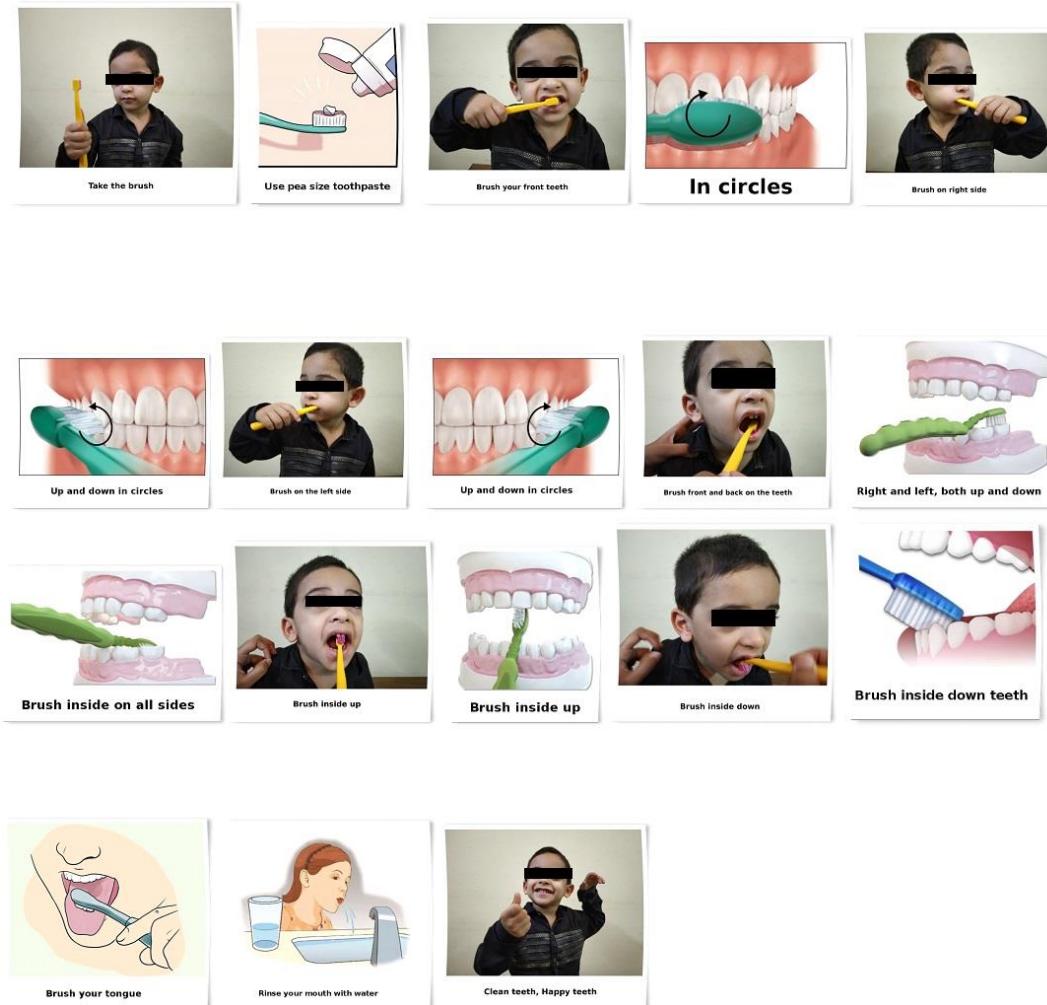 Take the brush
Use pea size toothpaste
Brush your front teeth
In circles
Brush on right side
Up and down in circles
Brush on the left side
Up and down in circles
Brush front and back on the teeth
Right and left, both up and down
Brush inside on all sides
Brush inside up
Brush inside up
Brush inside down
Brush inside down teeth
Brush your tongue
Rinse your mouth with water
Clean teeth, Happy teeth